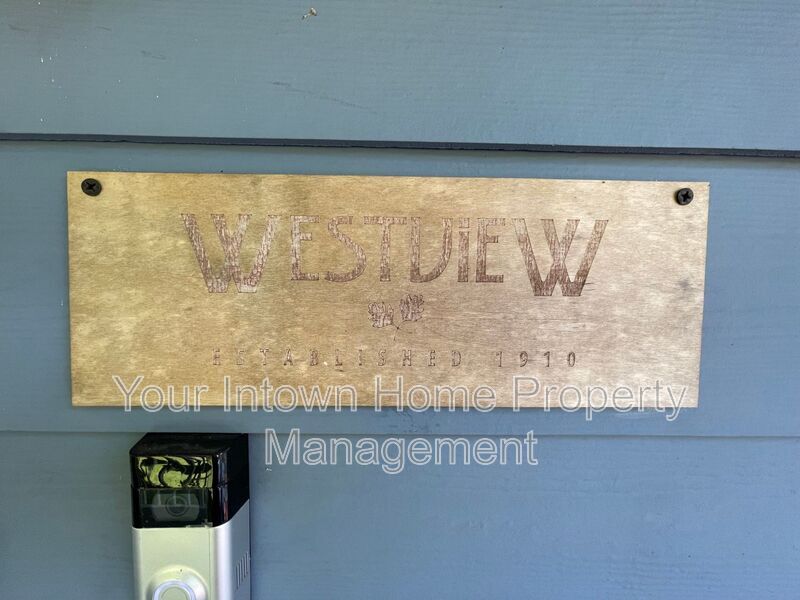 WESTVIEW
ESTABLISHED 1910
Your Intown Home Property
Management